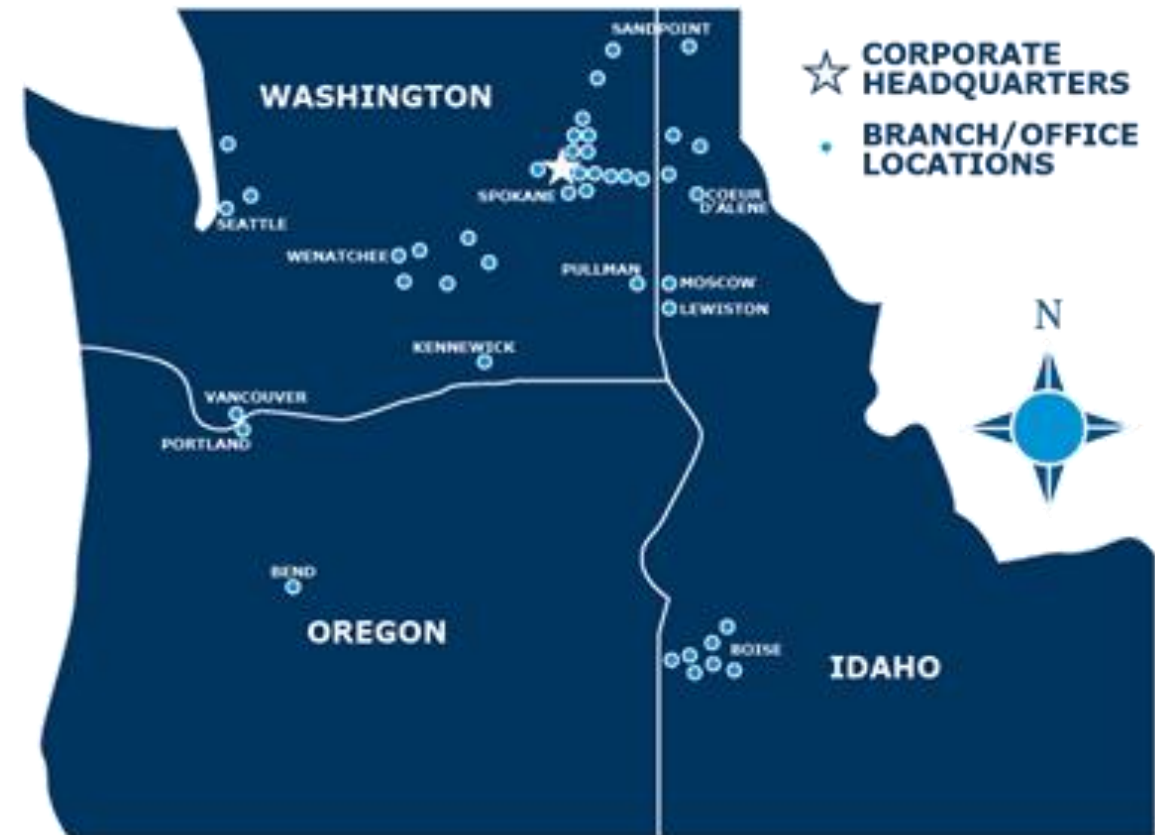 SANDPOINT
CORPORATE
HEADQUARTERS
WASHINGTON
BRANCH/OFFICE
LOCATIONS
SPOKANE
COEUR
D'ALENE
SEATTLE
WENATCHEE
PULLMAN
MOSCOW
LEWISTON
N
KENNEWICK
VANCOUVER
PORTLAND
BEND
OREGON
BOISE
IDAHO